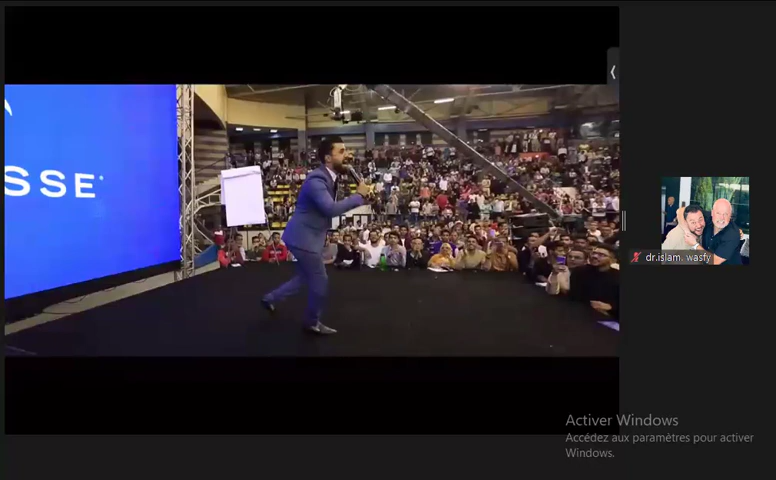 SSE
dr.islam. wasfy
Activer Windows
Accédez aux paramètres pour activer
Windows.